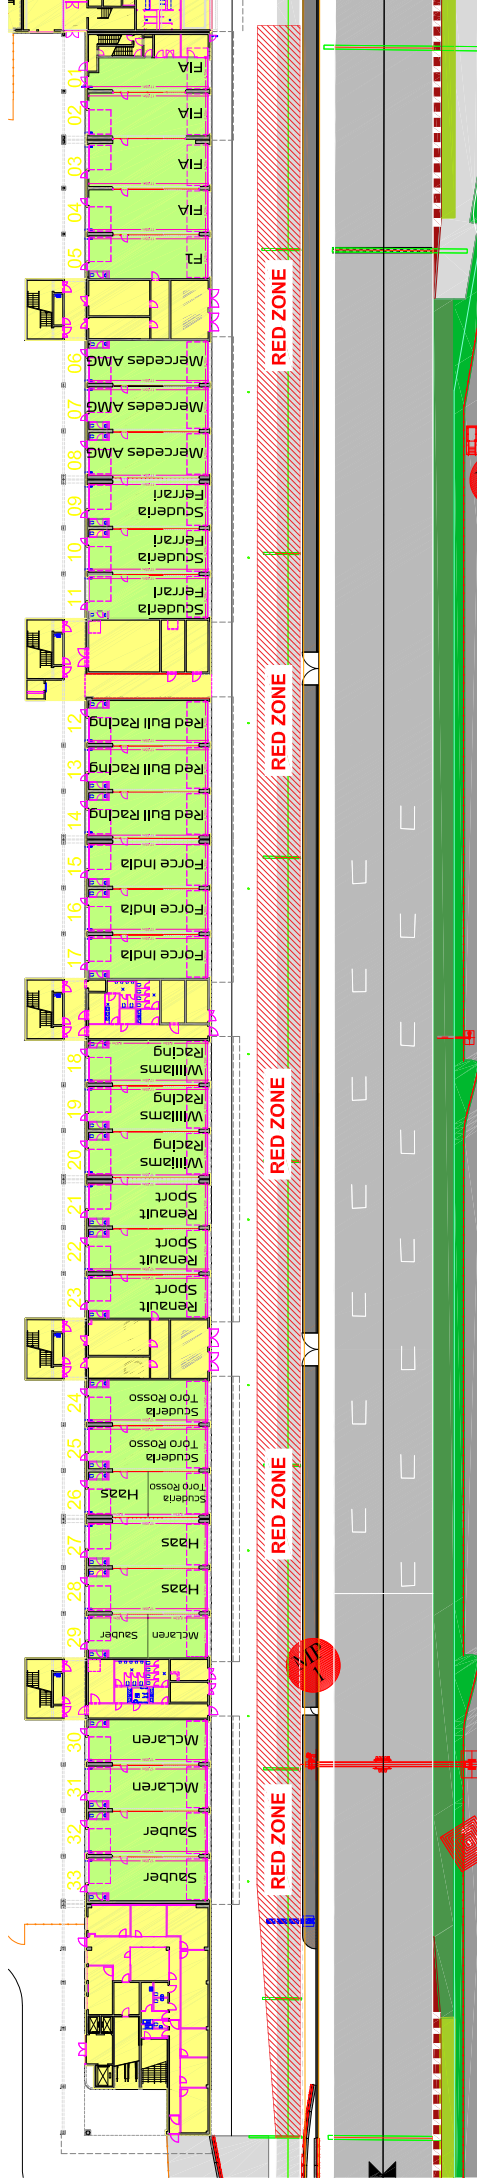 01
FIA
02
FIA
03
FIA
04
FIA
05
F1
RED ZONE
06
Mercedes AMG
07
Mercedes AMG
08
Mercedes AMG
09
Scuderia
Ferrari
10
Scuderia
Ferrari
11
Scuderia
Ferrari
RED ZONE
12
Red Bull Racing
13
Red Bull Racing
14
Red Bull Racing
15
Force India
16
Force India
17
Force India
18
Williams
Racing
19
Williams
Racing
RED ZONE
20
Williams
Racing
21
Renault
Sport
22
Renault
Sport
23
Renault
Sport
24
Scuderia
Toro Rosso
25
Scuderia
Toro Rosso
26
Haas
Scuderia
Toro Rosso
RED ZONE
27
Haas
28
Haas
29
Sauber
McLaren
MP
1
30
McLaren
31
McLaren
32
Sauber
RED ZONE
33
Sauber